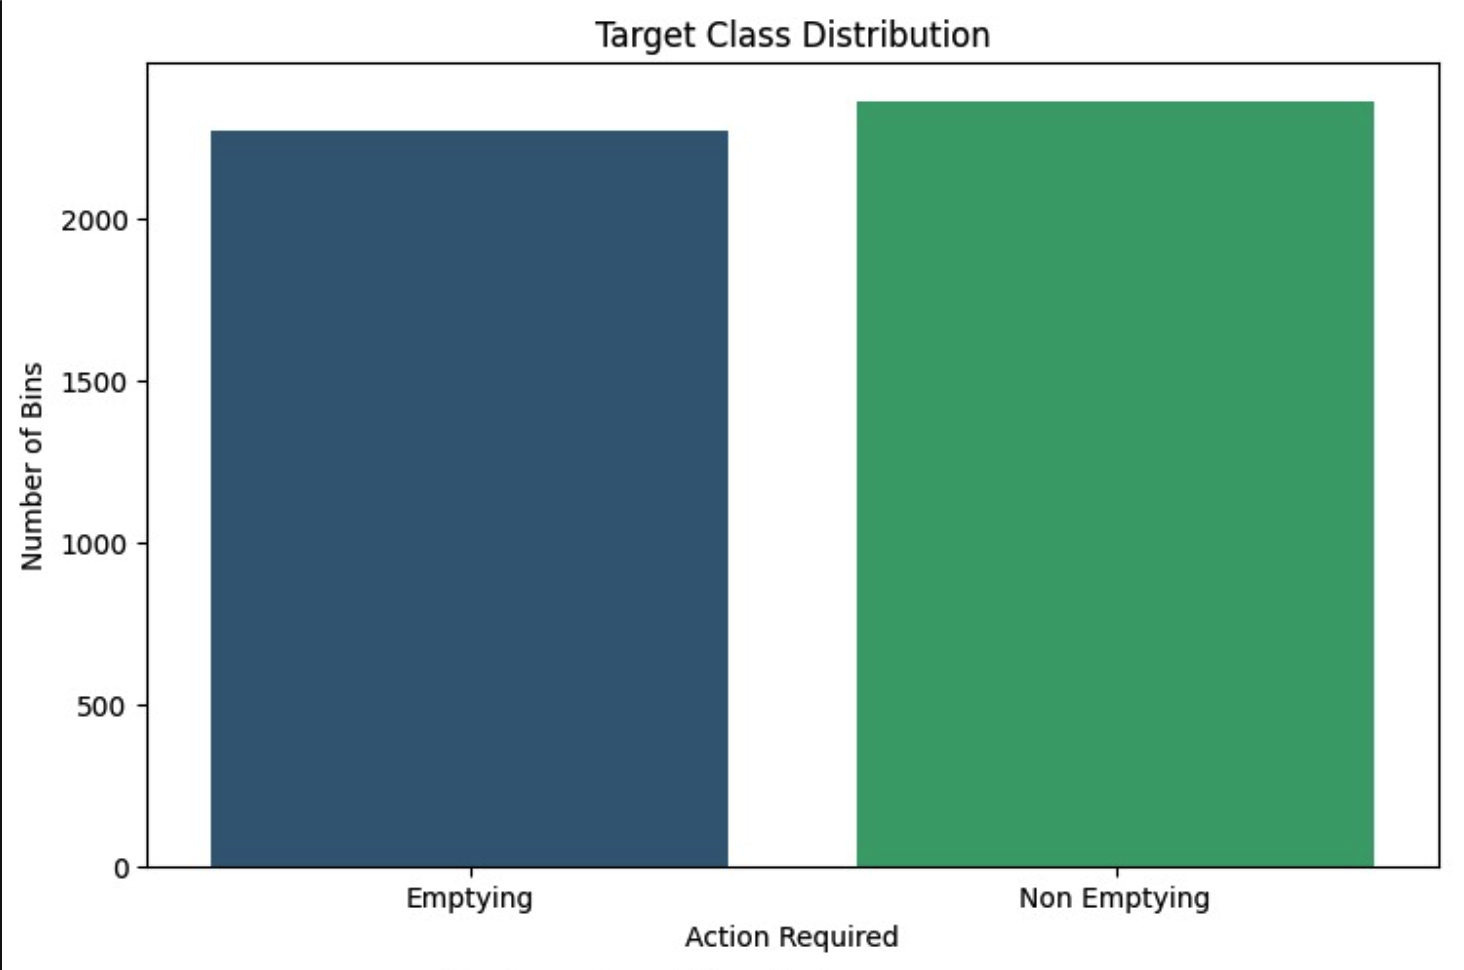 Target Class Distribution
Number of Bins
2000
1500
1000
500
0
Emptying
Non Emptying
Action Required